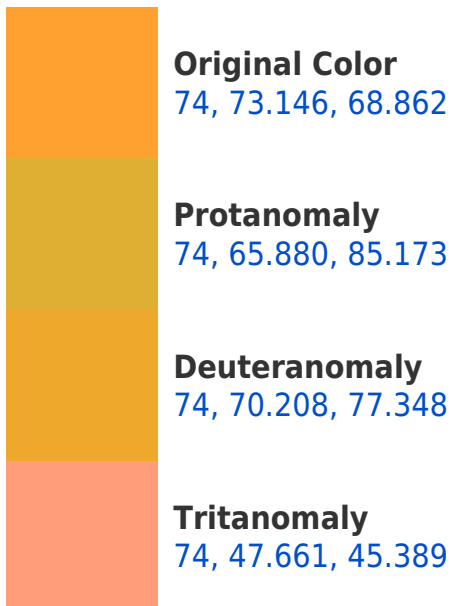 Original Color
74, 73.146, 68.862
Protanomaly
74, 65.880, 85.173
Deuteranomaly
74, 70.208, 77.348
Tritanomaly
74, 47.661, 45.389